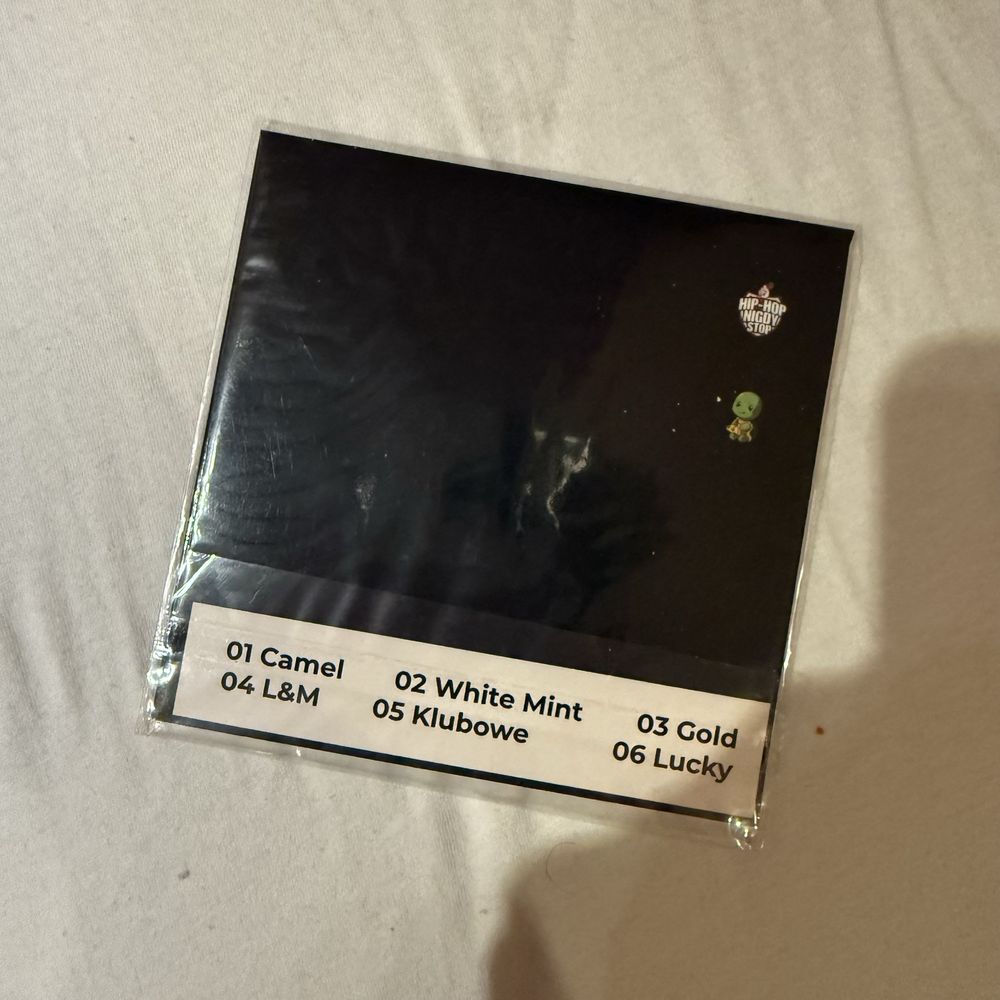 HIP-HOP
NIGDY
STOP
01 Camel 02 White Mint 03 Gold
04 L&M 05 Klubowe 06 Lucky